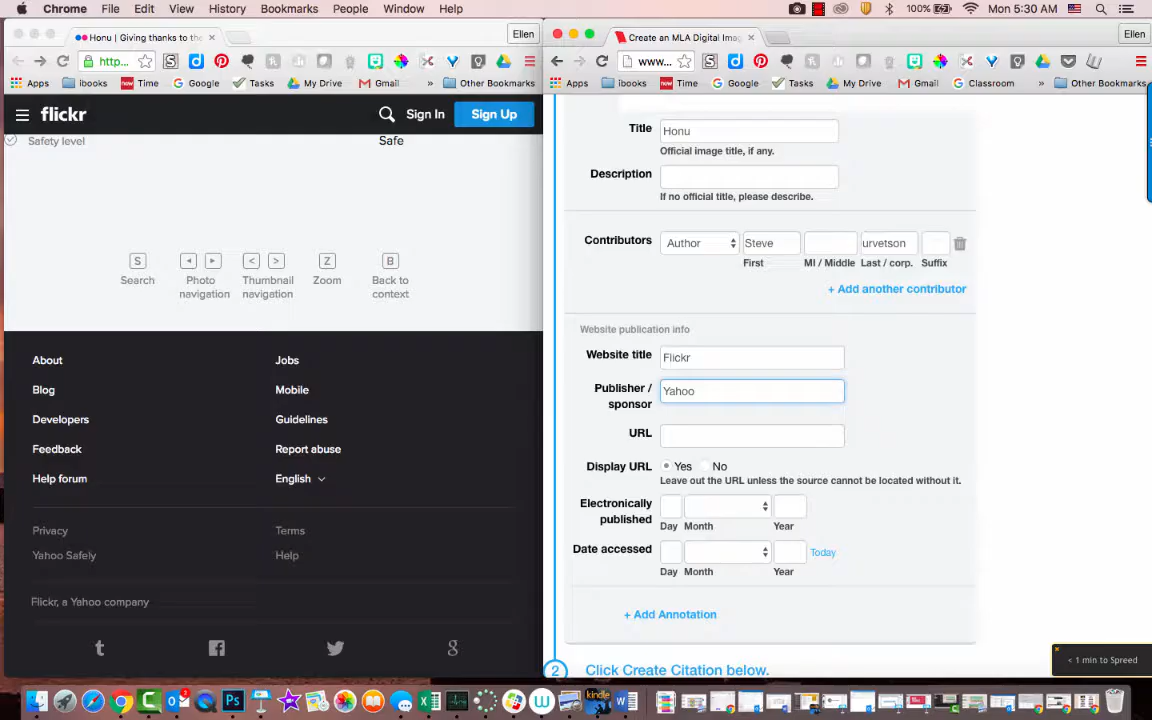 Chrome File Edit View History Bookmarks People Window Help 100% Mon 5:30 AM
Honu | Giving thanks to the × Ellen
https...
Apps ibooks Time Google Tasks My Drive Gmail » Other Bookmarks
flickr Sign In Sign Up
Safety level Safe
S Z B
Search Photo navigation Thumbnail navigation Zoom Back to context
About Jobs
Blog Mobile
Developers Guidelines
Feedback Report abuse
Help forum English
Privacy Terms
Yahoo Safely Help
Flickr, a Yahoo company
Create an MLA Digital Imag × Ellen
www...
Apps ibooks Time Google Tasks My Drive Gmail Classroom » Other Bookmarks
Title Honu
Official image title, if any.
Description
If no official title, please describe.
Contributors Author Steve urvetson
First MI / Middle Last / corp. Suffix
+ Add another contributor
Website publication info
Website title Flickr
Publisher / sponsor Yahoo
URL
Display URL Yes No
Leave out the URL unless the source cannot be located without it.
Electronically published
Day Month Year
Date accessed Today
Day Month Year
+ Add Annotation
2 Click Create Citation below.
< 1 min to Spreed
kindle